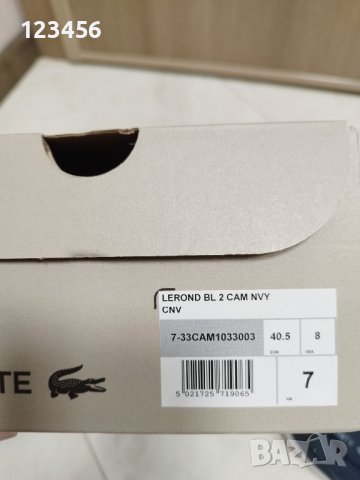 123456
LEROND BL 2 CAM NVY
CNV
7-33CAM1033003
40.5
EUR
8
USA
5 021725 719065
7
UK
TE
BAZAR